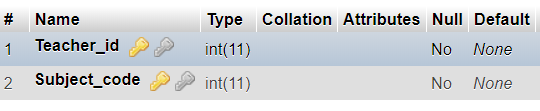 # Name Type Collation Attributes Null Default
1 Teacher_id int(11) No None
2 Subject_code int(11) No None